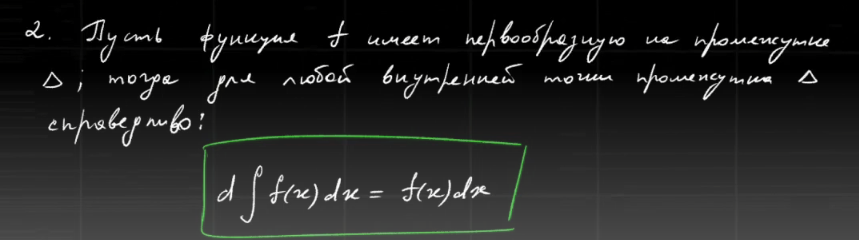 2. Пусть функция f имеет первообразную на промежутке
Δ; тогда для любой внутренней точки промежутка Δ
справедливо:
d ∫ f(x) dx = f(x) dx